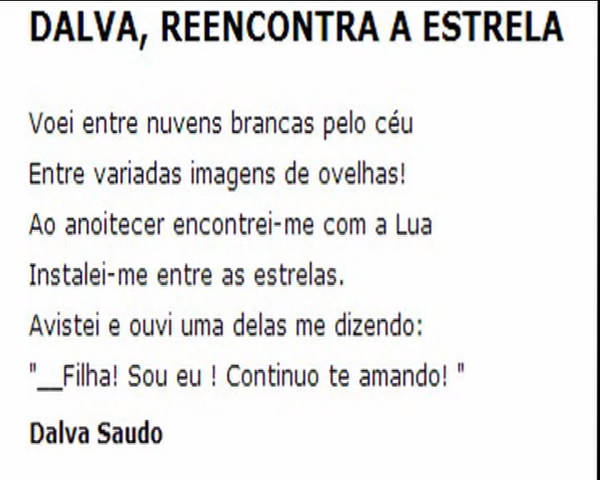 DALVA, REENCONTRA A ESTRELA
Voei entre nuvens brancas pelo céu
Entre variadas imagens de ovelhas!
Ao anoitecer encontrei-me com a Lua
Instalei-me entre as estrelas.
Avistei e ouvi uma delas me dizendo:
"__Filha! Sou eu ! Continuo te amando! "
Dalva Saudo